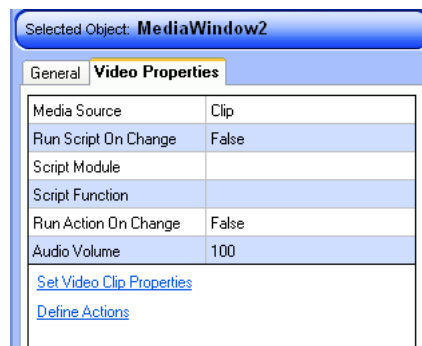 Selected Object: MediaWindow2
General Video Properties
Media Source Clip
Run Script On Change False
Script Module
Script Function
Run Action On Change False
Audio Volume 100
Set Video Clip Properties
Define Actions